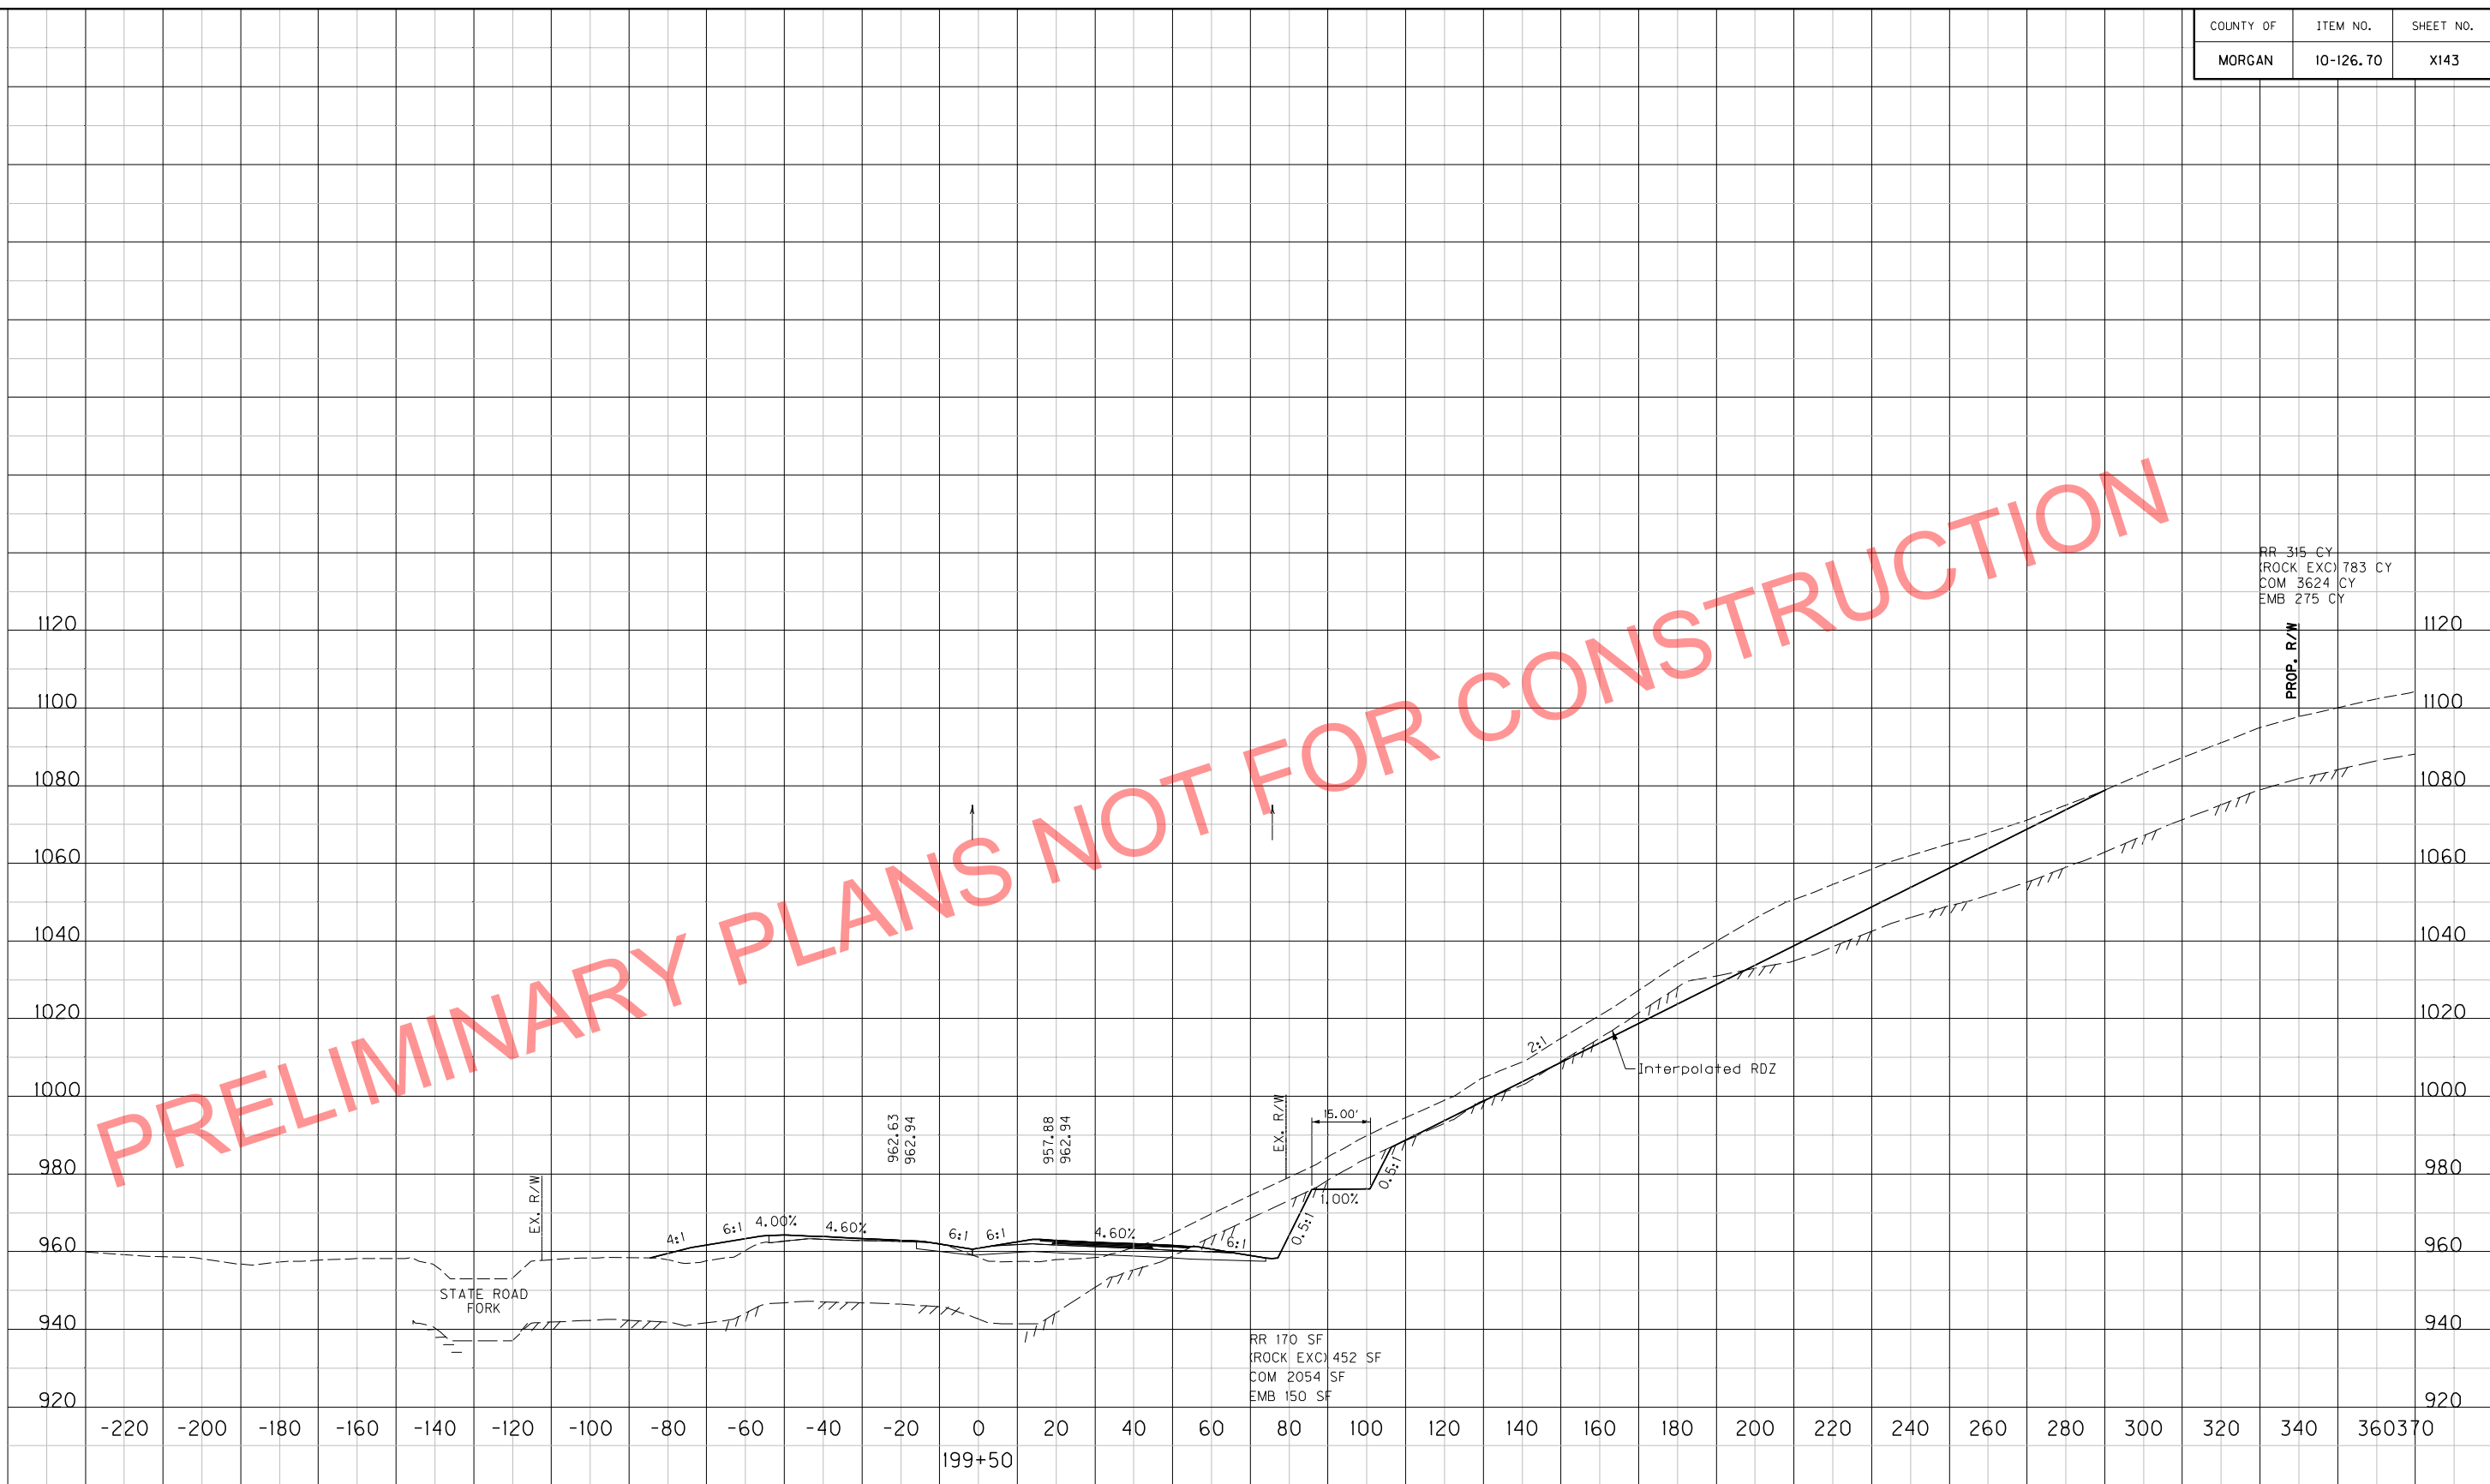 COUNTY OF ITEM NO. SHEET NO.
MORGAN 10-126.70 X143
PRELIMINARY PLANS NOT FOR CONSTRUCTION
RR 315 CY
(ROCK EXC) 783 CY
COM 3624 CY
EMB 275 CY
PROP. R/W
1120 1120
1100 1100
1080 1080
1060 1060
1040 1040
1020 1020
2:1
Interpolated RDZ
1000 1000
962.63
962.94
957.88
962.94
EX. R/W
15.00'
980 980
0.5:1
1.00%
EX. R/W
4:1
6:1
4.00%
4.60%
6:1
6:1
4.60%
6:1
0.5:1
960 960
STATE ROAD
FORK
940 940
RR 170 SF
(ROCK EXC) 452 SF
COM 2054 SF
EMB 150 SF
920 920
-220 -200 -180 -160 -140 -120 -100 -80 -60 -40 -20 0 20 40 60 80 100 120 140 160 180 200 220 240 260 280 300 320 340 360 370
199+50